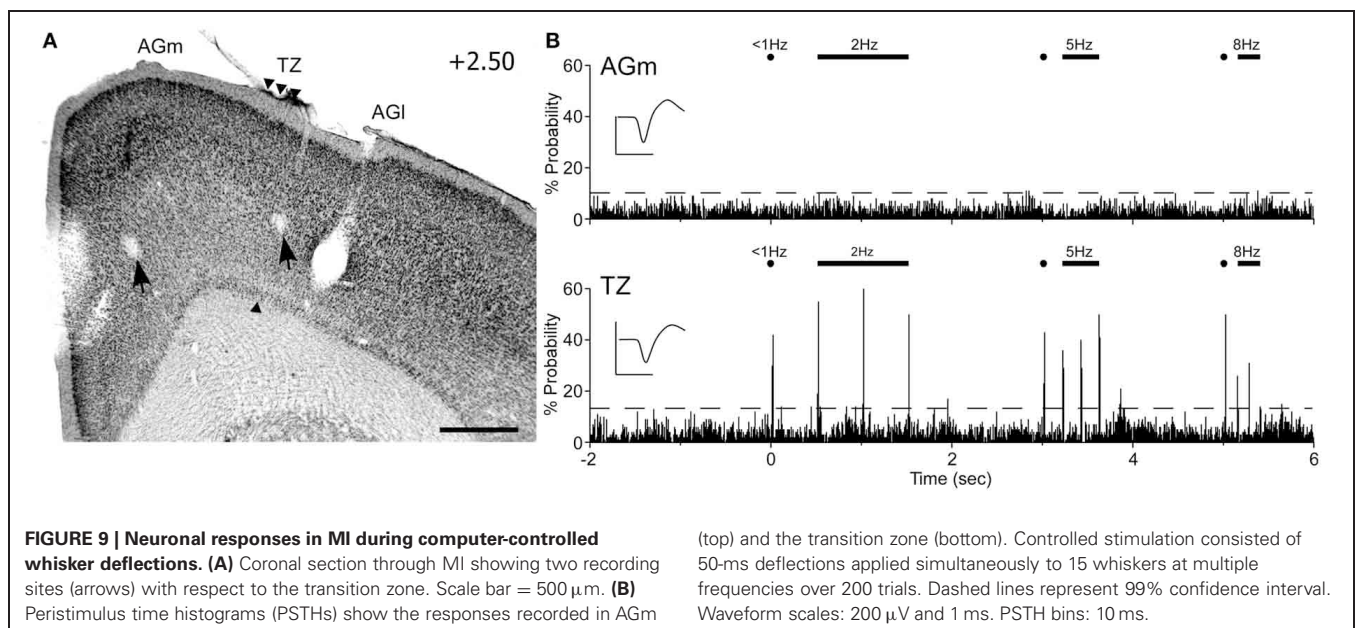 A
AGm
TZ
+2.50
AGl
B
<1Hz
2Hz
5Hz
8Hz
60
AGm
40
20
0
% Probability
<1Hz
2Hz
5Hz
8Hz
60
TZ
40
20
0
% Probability
-2
0
2
4
6
Time (sec)
FIGURE 9 | Neuronal responses in MI during computer-controlled
whisker deflections. (A) Coronal section through MI showing two recording
sites (arrows) with respect to the transition zone. Scale bar = 500 μm. (B)
Peristimulus time histograms (PSTHs) show the responses recorded in AGm
(top) and the transition zone (bottom). Controlled stimulation consisted of
50-ms deflections applied simultaneously to 15 whiskers at multiple
frequencies over 200 trials. Dashed lines represent 99% confidence interval.
Waveform scales: 200 μV and 1 ms. PSTH bins: 10 ms.